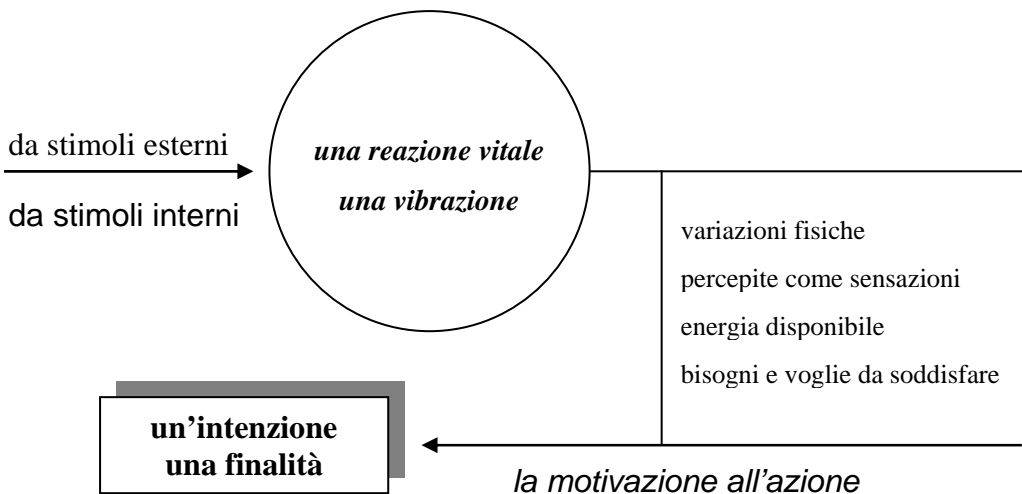 da stimoli esterni
da stimoli interni
una reazione vitale
una vibrazione
variazioni fisiche
percepite come sensazioni
energia disponibile
bisogni e voglie da soddisfare
un’intenzione
una finalità
la motivazione all’azione